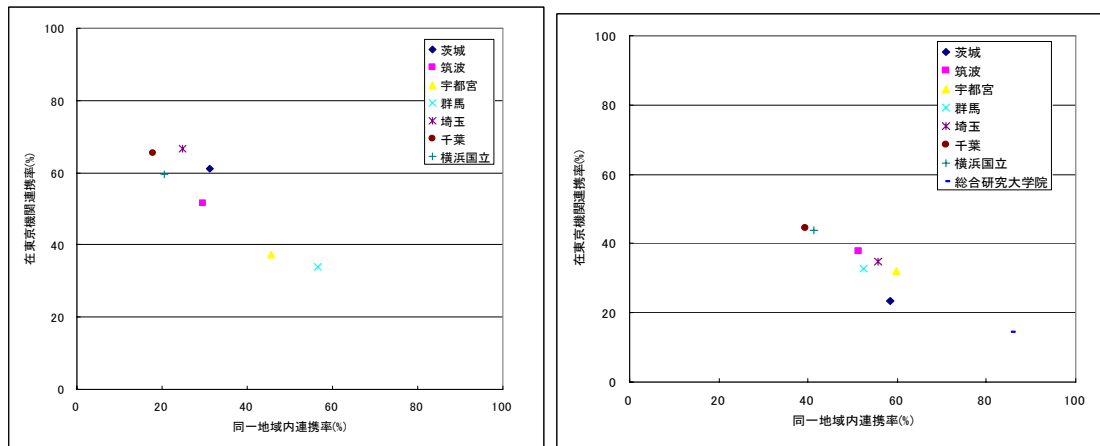 100
80
60
40
20
0
0 20 40 60 80 100
在東京機関連携率(%)
同一地域内連携率(%)
茨城
筑波
宇都宮
群馬
埼玉
千葉
横浜国立
100
80
60
40
20
0
0 20 40 60 80 100
在東京機関連携率(%)
同一地域内連携率(%)
茨城
筑波
宇都宮
群馬
埼玉
千葉
横浜国立
総合研究大学院